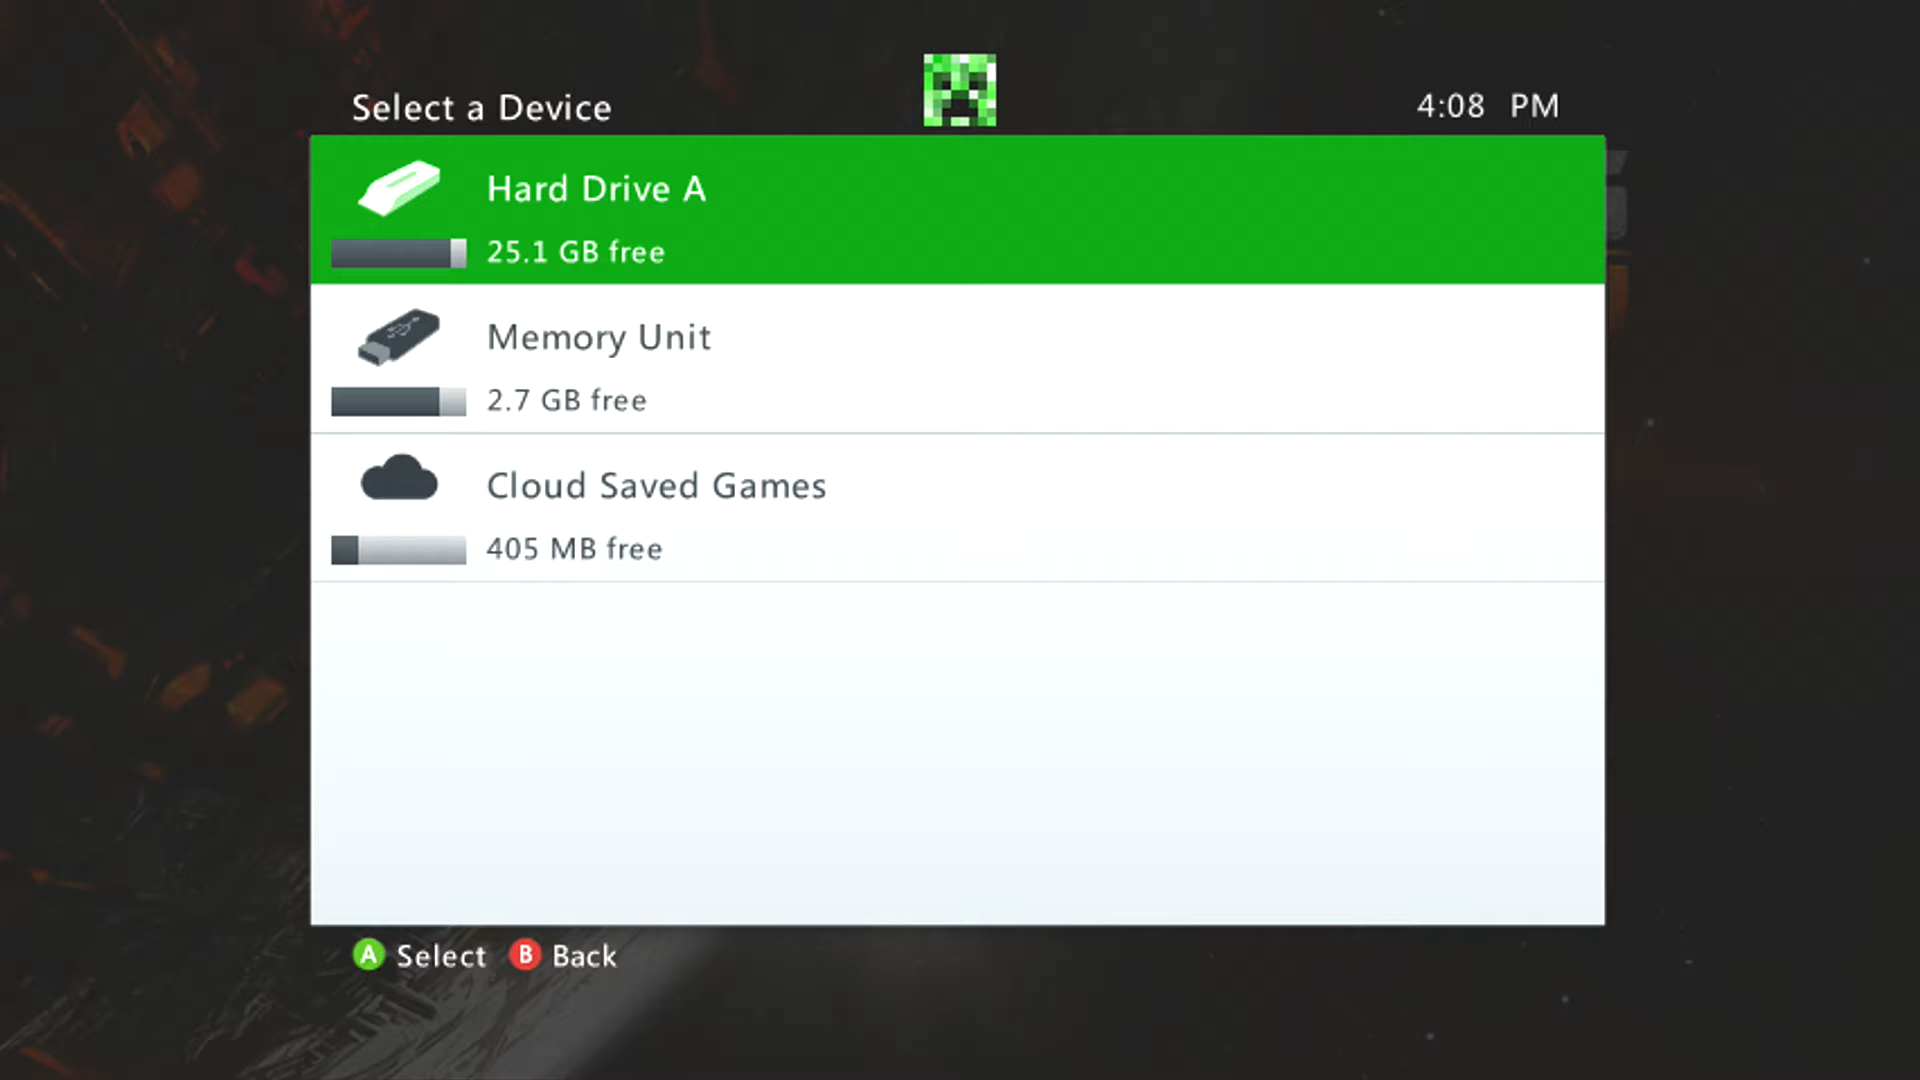 Select a Device
4:08 PM
Hard Drive A
25.1 GB free
Memory Unit
2.7 GB free
Cloud Saved Games
405 MB free
A Select B Back